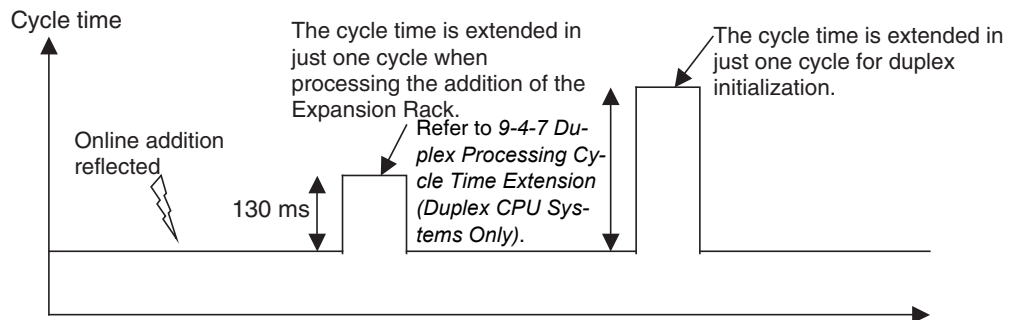 Cycle time
The cycle time is extended in
just one cycle when
processing the addition of the
Expansion Rack.
The cycle time is extended in
just one cycle for duplex
initialization.
Online addition
reflected
130 ms
Refer to 9-4-7 Du-
plex Processing Cy-
cle Time Extension
(Duplex CPU Sys-
tems Only).